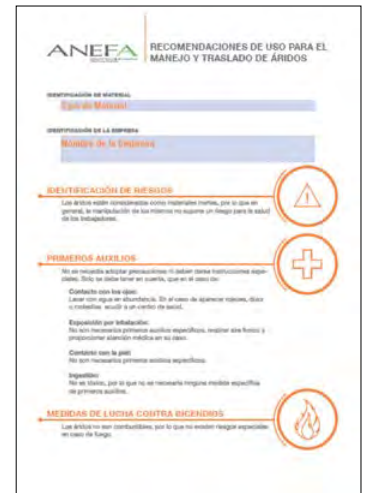 ANEFA
RECOMENDACIONES DE USO PARA EL
MANEJO Y TRASLADO DE ÁRIDOS
IDENTIFICACIÓN DE MATERIAL
Tipo de Material
IDENTIFICACIÓN DE LA EMPRESA
Nombre de la Empresa
IDENTIFICACIÓN DE RIESGOS
Los áridos están considerados como materiales inertes, por lo que en
general, la manipulación de los mismos no supone un riesgo para la salud
de los trabajadores.
PRIMEROS AUXILIOS
No se necesita adoptar precauciones ni deben darse instrucciones espe-
ciales. Solo se debe tener en cuenta, que en el caso de:
Contacto con los ojos:
Lavar con agua en abundancia. En el caso de aparecer rojeces, dolor
o molestias acudir a un centro de salud.
Exposición por inhalación:
No son necesarios primeros auxilios específicos, respirar aire fresco y
proporcionar atención médica en su caso.
Contacto con la piel:
No son necesarios primeros auxilios específicos.
Ingestión:
No es tóxico, por lo que no es necesaria ninguna medida específica
de primeros auxilios.
MEDIDAS DE LUCHA CONTRA INCENDIOS
Los áridos no son combustibles, por lo que no existen riesgos especiales
en caso de fuego.